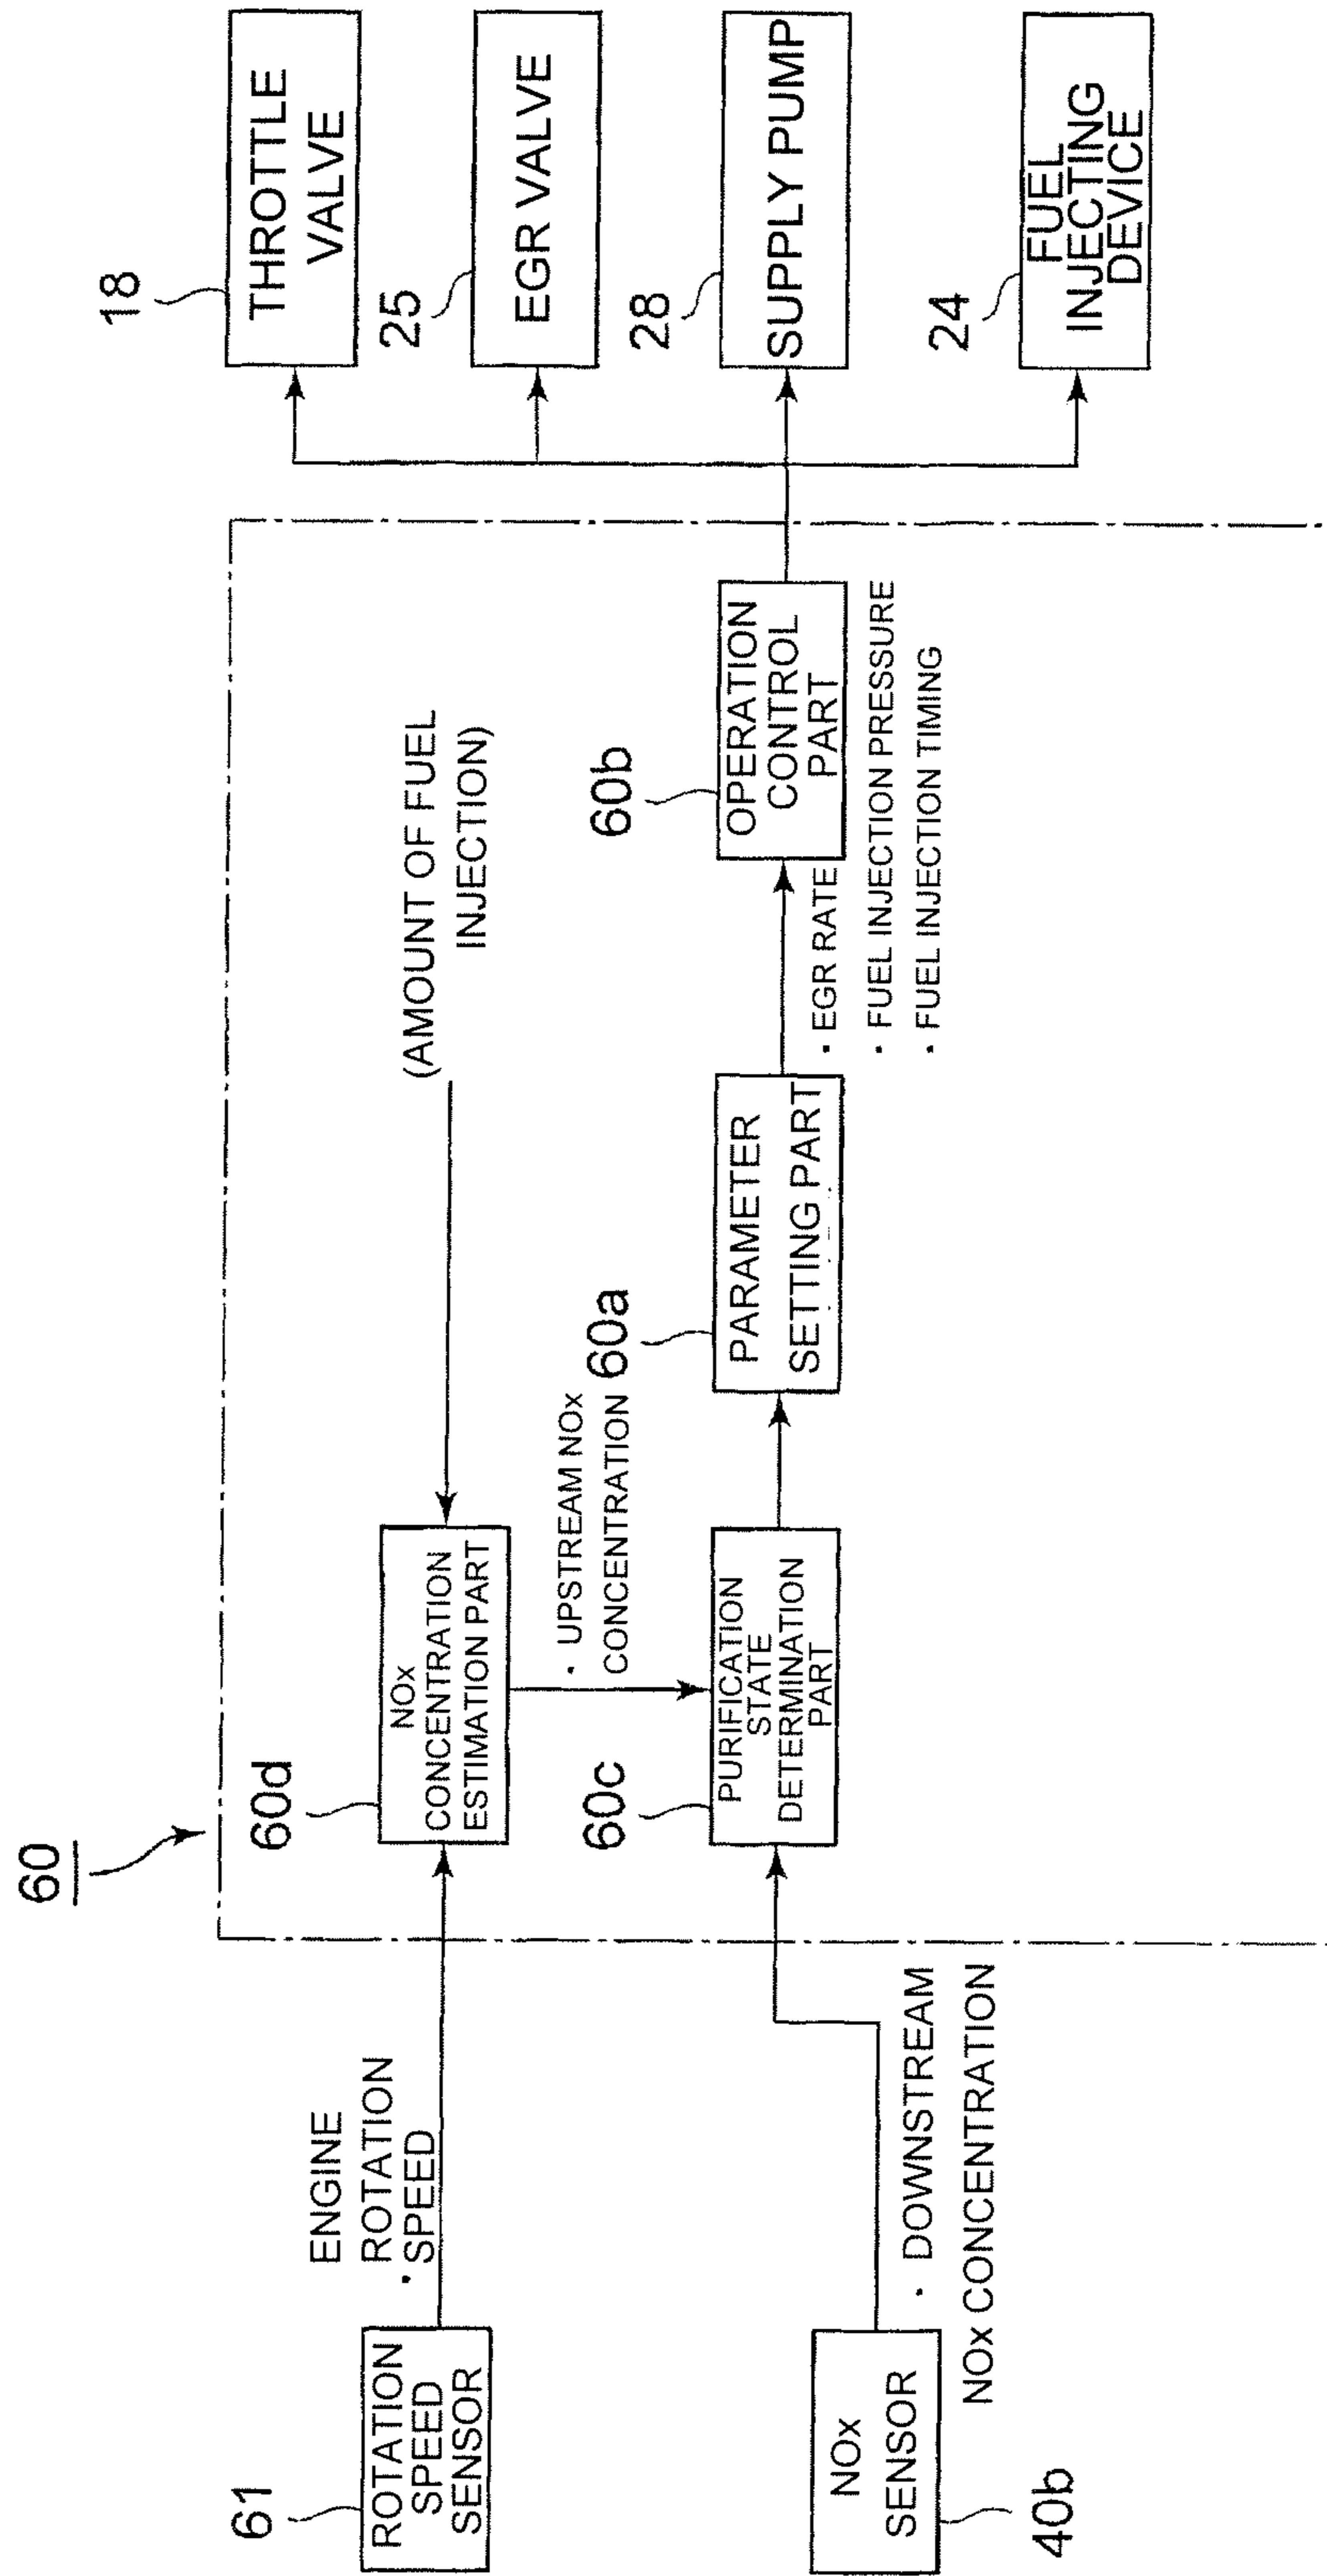 60
61
ROTATION
SPEED
SENSOR
ENGINE
ROTATION
· SPEED
60d
NOx
CONCENTRATION
ESTIMATION PART
(AMOUNT OF FUEL
INJECTION)
· UPSTREAM NOx
CONCENTRATION
NOx
SENSOR
40b
· DOWNSTREAM
NOx CONCENTRATION
60c
PURIFICATION
STATE
DETERMINATION
PART
60a
PARAMETER
SETTING PART
· EGR RATE
· FUEL INJECTION PRESSURE
· FUEL INJECTION TIMING
60b
OPERATION
CONTROL
PART
18
THROTTLE
VALVE
25
EGR VALVE
28
SUPPLY PUMP
24
FUEL
INJECTING
DEVICE